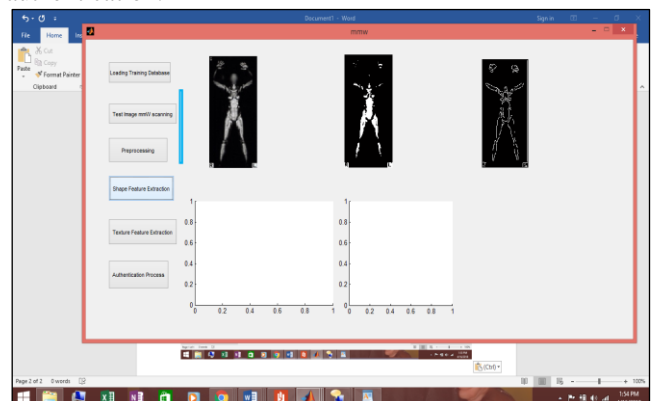 Document1 - Word
Sign in
File
Home
mmw
Cut
Copy
Paste
Format Painter
Clipboard
Loading Training Database
Test Image mmW scanning
Preprocessing
Shape Feature Extraction
Texture Feature Extraction
Authentication Process
1
0.8
0.6
0.4
0.2
0
0 0.2 0.4 0.6 0.8 1
1
0.8
0.6
0.4
0.2
0
0 0.2 0.4 0.6 0.8 1
(Ctrl)
Page 2 of 2 0 words
100%
1:54 PM